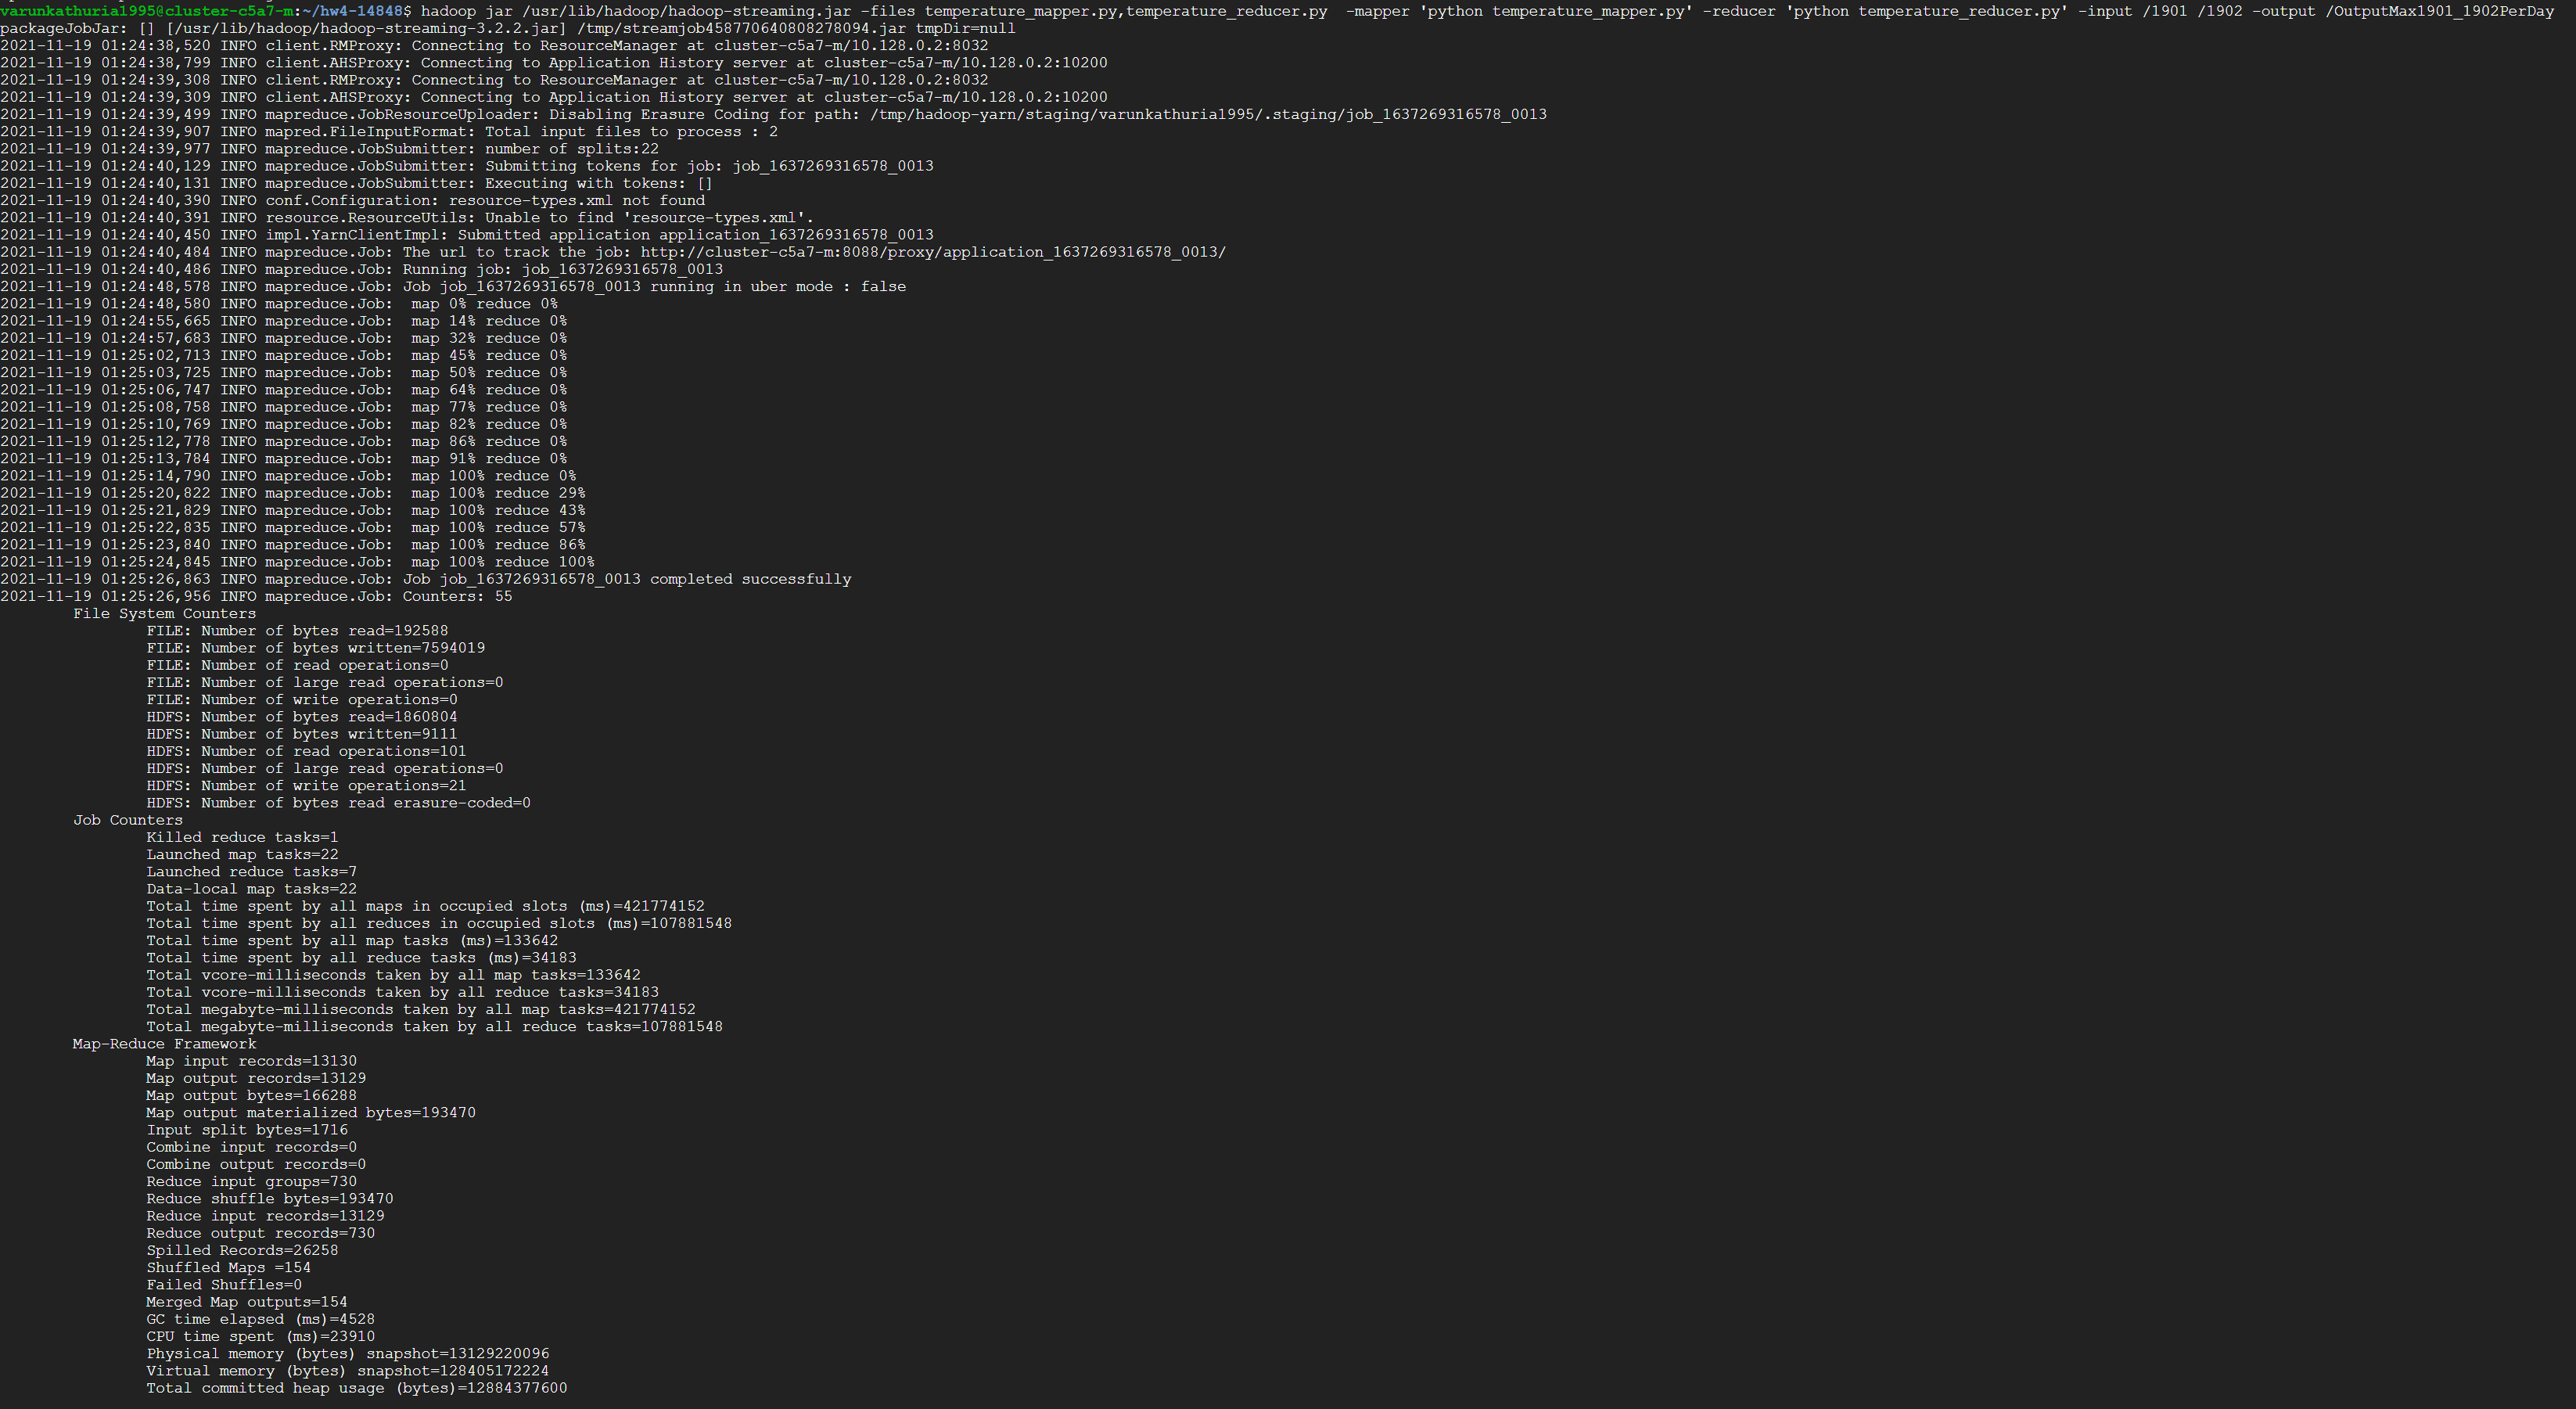 varunkathuria1995@cluster-c5a7-m:~/hw4-14848$ hadoop jar /usr/lib/hadoop/hadoop-streaming.jar -files temperature_mapper.py,temperature_reducer.py  -mapper 'python temperature_mapper.py' -reducer 'python temperature_reducer.py' -input /1901 /1902 -output /OutputMax1901_1902PerDay
packageJobJar: [] [/usr/lib/hadoop/hadoop-streaming-3.2.2.jar] /tmp/streamjob458770640808278094.jar tmpDir=null
2021-11-19 01:24:38,520 INFO client.RMProxy: Connecting to ResourceManager at cluster-c5a7-m/10.128.0.2:8032
2021-11-19 01:24:38,799 INFO client.AHSProxy: Connecting to Application History server at cluster-c5a7-m/10.128.0.2:10200
2021-11-19 01:24:39,308 INFO client.RMProxy: Connecting to ResourceManager at cluster-c5a7-m/10.128.0.2:8032
2021-11-19 01:24:39,309 INFO client.AHSProxy: Connecting to Application History server at cluster-c5a7-m/10.128.0.2:10200
2021-11-19 01:24:39,499 INFO mapreduce.JobResourceUploader: Disabling Erasure Coding for path: /tmp/hadoop-yarn/staging/varunkathuria1995/.staging/job_1637269316578_0013
2021-11-19 01:24:39,907 INFO mapred.FileInputFormat: Total input files to process : 2
2021-11-19 01:24:39,977 INFO mapreduce.JobSubmitter: number of splits:22
2021-11-19 01:24:40,129 INFO mapreduce.JobSubmitter: Submitting tokens for job: job_1637269316578_0013
2021-11-19 01:24:40,131 INFO mapreduce.JobSubmitter: Executing with tokens: []
2021-11-19 01:24:40,390 INFO conf.Configuration: resource-types.xml not found
2021-11-19 01:24:40,391 INFO resource.ResourceUtils: Unable to find 'resource-types.xml'.
2021-11-19 01:24:40,450 INFO impl.YarnClientImpl: Submitted application application_1637269316578_0013
2021-11-19 01:24:40,484 INFO mapreduce.Job: The url to track the job: http://cluster-c5a7-m:8088/proxy/application_1637269316578_0013/
2021-11-19 01:24:40,486 INFO mapreduce.Job: Running job: job_1637269316578_0013
2021-11-19 01:24:48,578 INFO mapreduce.Job: Job job_1637269316578_0013 running in uber mode : false
2021-11-19 01:24:48,580 INFO mapreduce.Job:  map 0% reduce 0%
2021-11-19 01:24:55,665 INFO mapreduce.Job:  map 14% reduce 0%
2021-11-19 01:24:57,683 INFO mapreduce.Job:  map 32% reduce 0%
2021-11-19 01:25:02,713 INFO mapreduce.Job:  map 45% reduce 0%
2021-11-19 01:25:03,725 INFO mapreduce.Job:  map 50% reduce 0%
2021-11-19 01:25:06,747 INFO mapreduce.Job:  map 64% reduce 0%
2021-11-19 01:25:08,758 INFO mapreduce.Job:  map 77% reduce 0%
2021-11-19 01:25:10,769 INFO mapreduce.Job:  map 82% reduce 0%
2021-11-19 01:25:12,778 INFO mapreduce.Job:  map 86% reduce 0%
2021-11-19 01:25:13,784 INFO mapreduce.Job:  map 91% reduce 0%
2021-11-19 01:25:14,790 INFO mapreduce.Job:  map 100% reduce 0%
2021-11-19 01:25:20,822 INFO mapreduce.Job:  map 100% reduce 29%
2021-11-19 01:25:21,829 INFO mapreduce.Job:  map 100% reduce 43%
2021-11-19 01:25:22,835 INFO mapreduce.Job:  map 100% reduce 57%
2021-11-19 01:25:23,840 INFO mapreduce.Job:  map 100% reduce 86%
2021-11-19 01:25:24,845 INFO mapreduce.Job:  map 100% reduce 100%
2021-11-19 01:25:26,863 INFO mapreduce.Job: Job job_1637269316578_0013 completed successfully
2021-11-19 01:25:26,956 INFO mapreduce.Job: Counters: 55
File System Counters
FILE: Number of bytes read=192588
FILE: Number of bytes written=7594019
FILE: Number of read operations=0
FILE: Number of large read operations=0
FILE: Number of write operations=0
HDFS: Number of bytes read=1860804
HDFS: Number of bytes written=9111
HDFS: Number of read operations=101
HDFS: Number of large read operations=0
HDFS: Number of write operations=21
HDFS: Number of bytes read erasure-coded=0
Job Counters
Killed reduce tasks=1
Launched map tasks=22
Launched reduce tasks=7
Data-local map tasks=22
Total time spent by all maps in occupied slots (ms)=421774152
Total time spent by all reduces in occupied slots (ms)=107881548
Total time spent by all map tasks (ms)=133642
Total time spent by all reduce tasks (ms)=34183
Total vcore-milliseconds taken by all map tasks=133642
Total vcore-milliseconds taken by all reduce tasks=34183
Total megabyte-milliseconds taken by all map tasks=421774152
Total megabyte-milliseconds taken by all reduce tasks=107881548
Map-Reduce Framework
Map input records=13130
Map output records=13129
Map output bytes=166288
Map output materialized bytes=193470
Input split bytes=1716
Combine input records=0
Combine output records=0
Reduce input groups=730
Reduce shuffle bytes=193470
Reduce input records=13129
Reduce output records=730
Spilled Records=26258
Shuffled Maps =154
Failed Shuffles=0
Merged Map outputs=154
GC time elapsed (ms)=4528
CPU time spent (ms)=23910
Physical memory (bytes) snapshot=13129220096
Virtual memory (bytes) snapshot=128405172224
Total committed heap usage (bytes)=12884377600